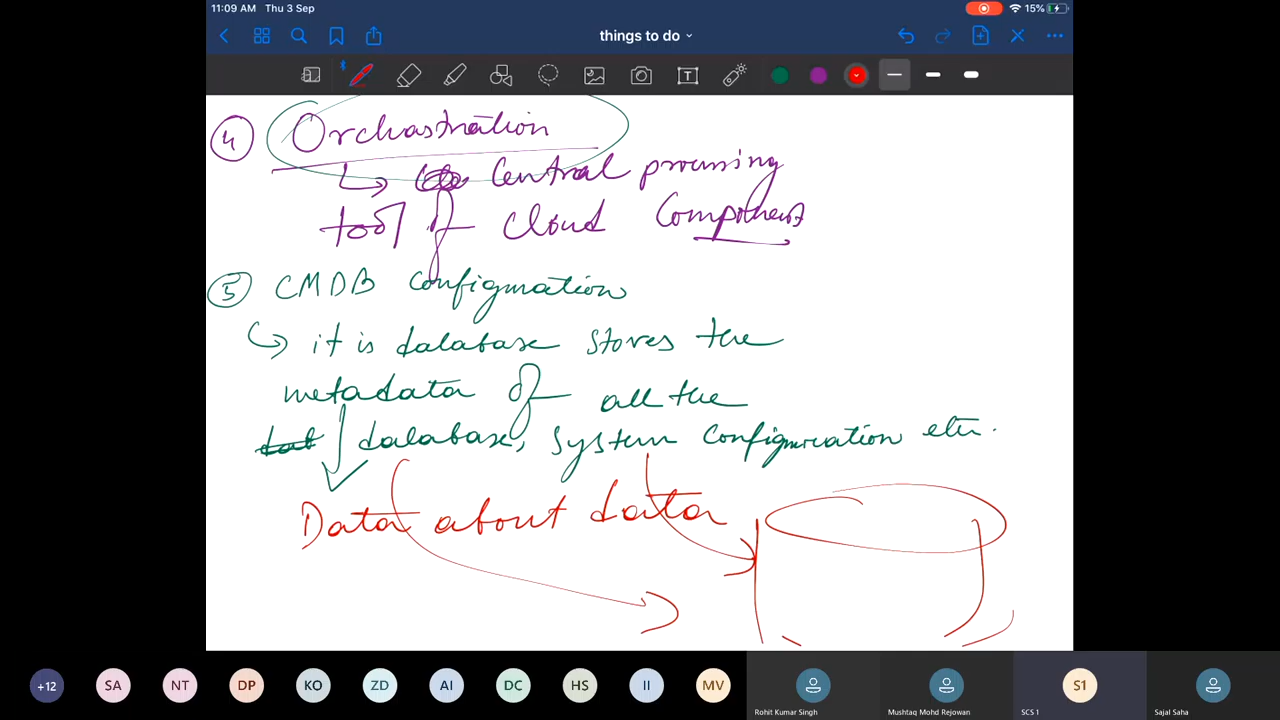 11:09 AM Thu 3 Sep
15%
things to do
T
4 Orchastration
Central processing
tool of cloud Components
5 CMDB Configuration
it is database stores the
metadata of all the
database, System Configuration etc.
Data about data
+12 SA NT DP KO ZD AI DC HS II MV S1
Rohit Kumar Singh Mushtaq Mohd Rejowan SCS 1 Sajal Saha